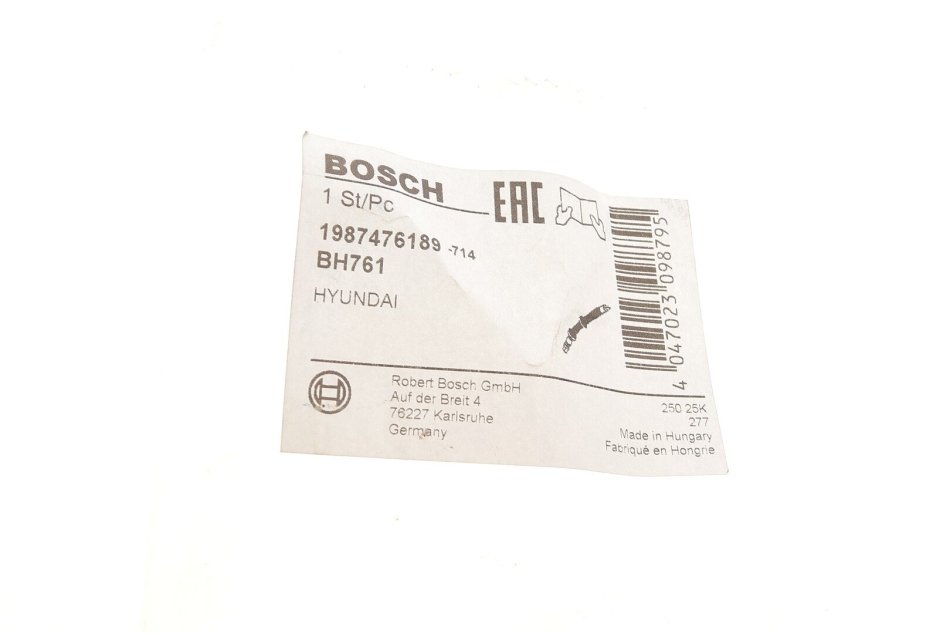 BOSCH
EAC
1 St/Pc
1987476189 -714
BH761
HYUNDAI
4 047023 098795
Robert Bosch GmbH
Auf der Breit 4
76227 Karlsruhe
Germany
250 25K
277
Made in Hungary
Fabriqué en Hongrie